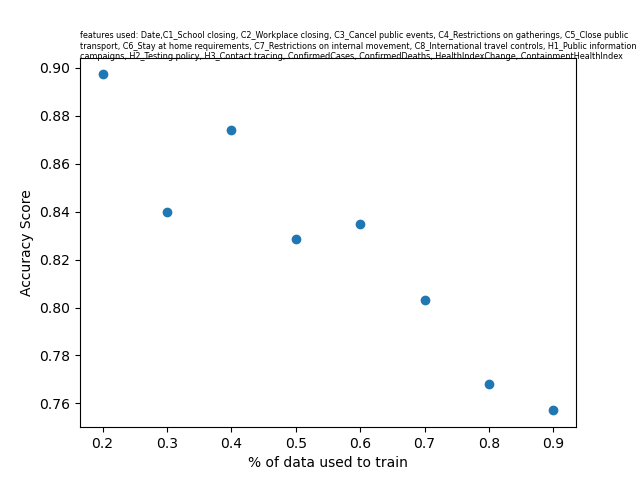 features used: Date,C1_School closing, C2_Workplace closing, C3_Cancel public events, C4_Restrictions on gatherings, C5_Close public
transport, C6_Stay at home requirements, C7_Restrictions on internal movement, C8_International travel controls, H1_Public information
campaigns, H2_Testing policy, H3_Contact tracing, ConfirmedCases, ConfirmedDeaths, HealthIndexChange, ContainmentHealthIndex
0.90
0.88
0.86
0.84
0.82
0.80
0.78
0.76
Accuracy Score
0.2 0.3 0.4 0.5 0.6 0.7 0.8 0.9
% of data used to train